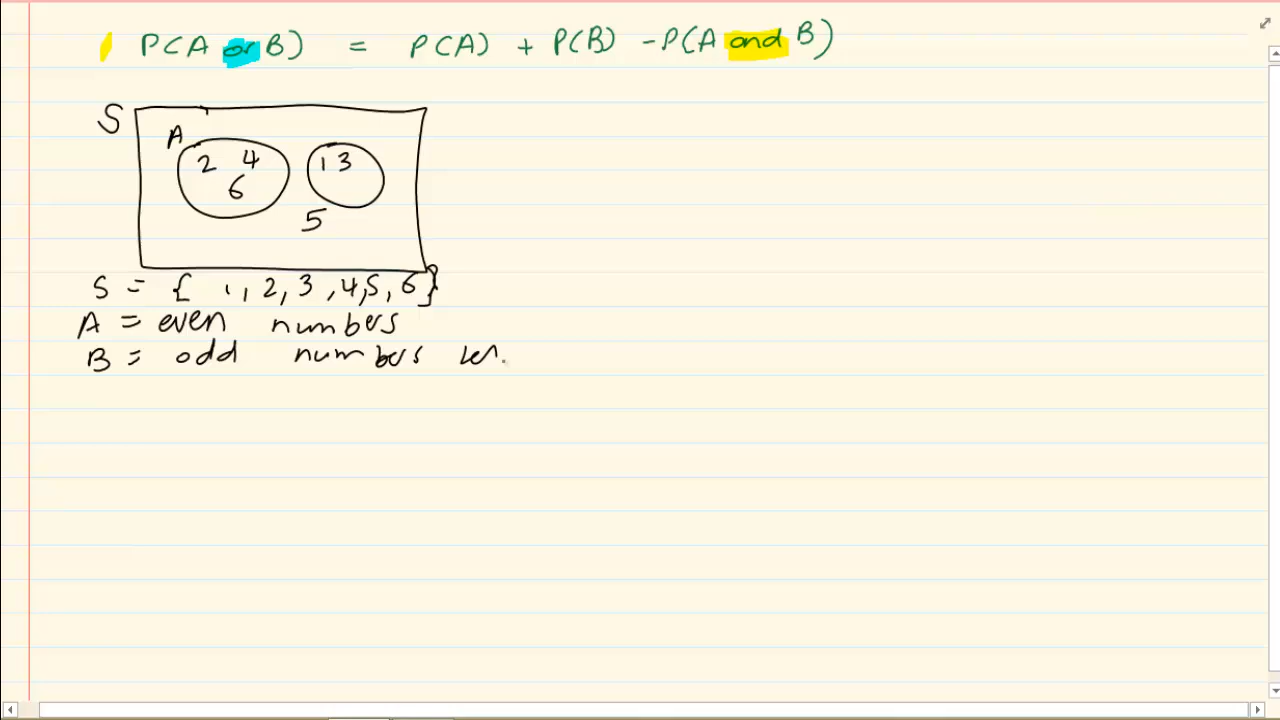 P(A or B) = P(A) + P(B) - P(A and B)
S
A
2 4
6
1 3
5
S = { 1, 2, 3, 4, 5, 6 }
A = even numbers
B = odd numbers